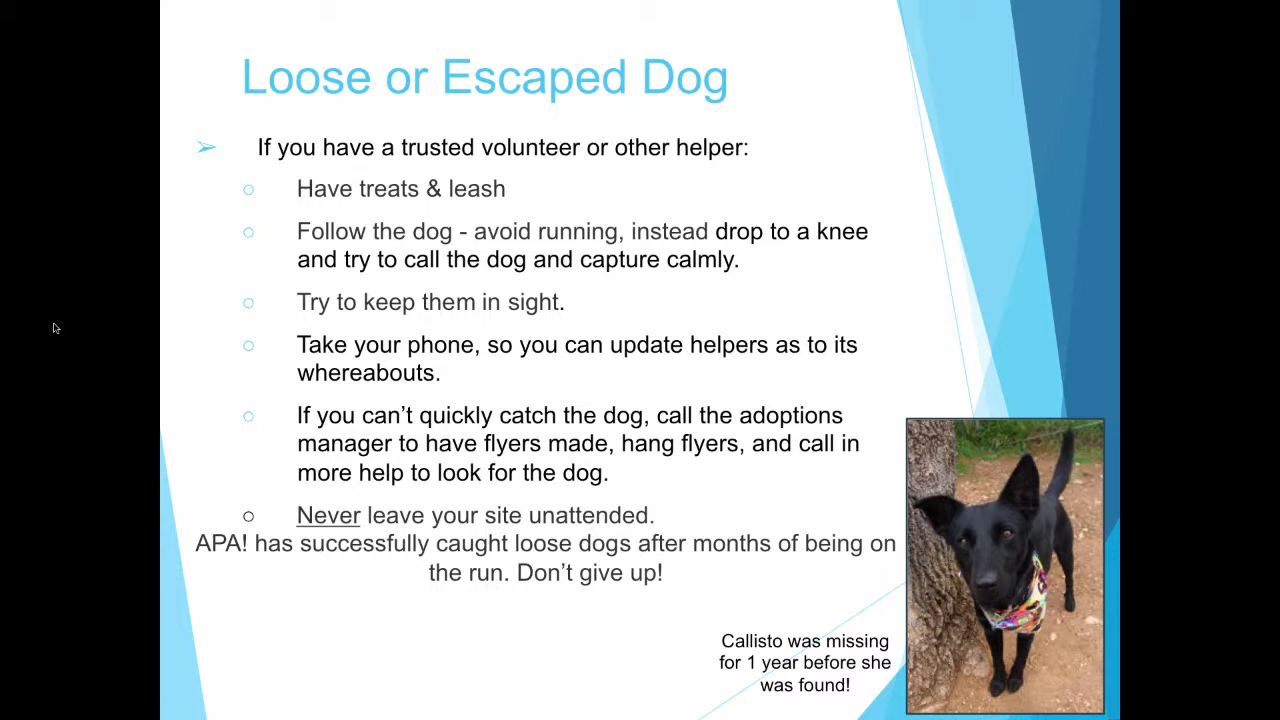 Loose or Escaped Dog
➢ If you have a trusted volunteer or other helper:
○ Have treats & leash
○ Follow the dog - avoid running, instead drop to a knee
and try to call the dog and capture calmly.
○ Try to keep them in sight.
○ Take your phone, so you can update helpers as to its
whereabouts.
○ If you can’t quickly catch the dog, call the adoptions
manager to have flyers made, hang flyers, and call in
more help to look for the dog.
○ Never leave your site unattended.
APA! has successfully caught loose dogs after months of being on
the run. Don’t give up!
Callisto was missing
for 1 year before she
was found!